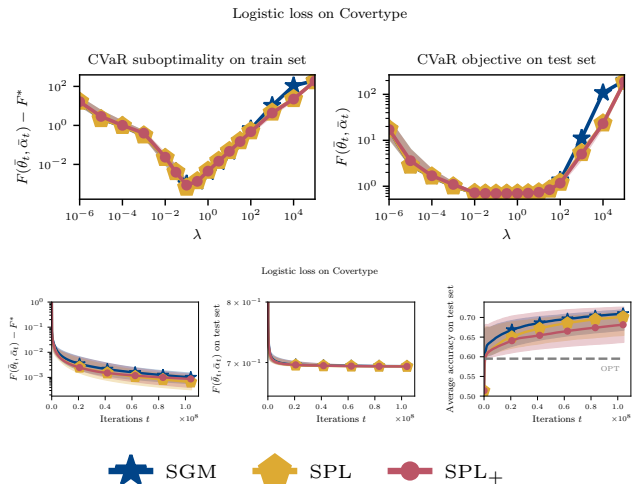 Logistic loss on Covertype
CVaR suboptimality on train set
CVaR objective on test set
F(θ̄_t, ᾱ_t) − F*
10^2
10^0
10^−2
10^−6 10^−4 10^−2 10^0 10^2 10^4
λ
F(θ̄_t, ᾱ_t)
10^2
10^1
10^0
10^−6 10^−4 10^−2 10^0 10^2 10^4
λ
Logistic loss on Covertype
F(θ̄_t, ᾱ_t) − F*
10^0
10^−1
10^−2
10^−3
0.2 0.4 0.6 0.8 1.0
Iterations t ×10^8
F(θ̄_t, ᾱ_t) on test set
8 × 10^−1
7 × 10^−1
0.0 0.2 0.4 0.6 0.8 1.0
Iterations t ×10^8
Average accuracy on test set
0.70
0.65
0.60
0.55
0.50
OPT
0.0 0.2 0.4 0.6 0.8 1.0
Iterations t ×10^8
SGM SPL SPL+